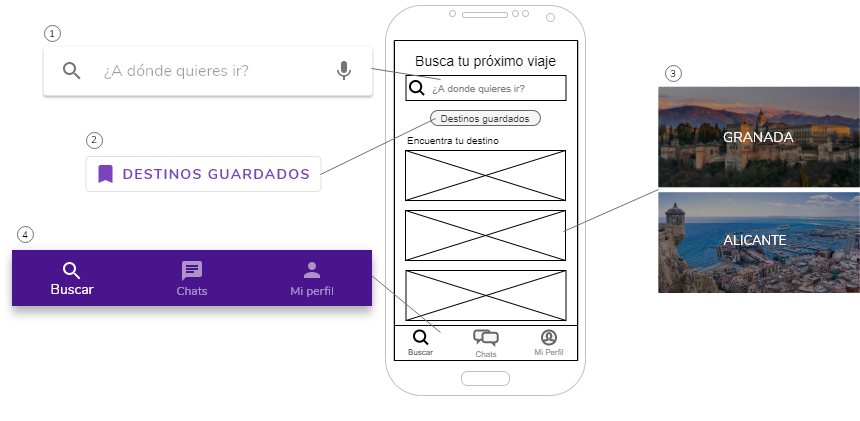 1
¿A dónde quieres ir?
2
DESTINOS GUARDADOS
4
Buscar
Chats
Mi perfil
Busca tu próximo viaje
¿A donde quieres ir?
Destinos guardados
Encuentra tu destino
Buscar
Chats
Mi Perfil
3
GRANADA
ALICANTE